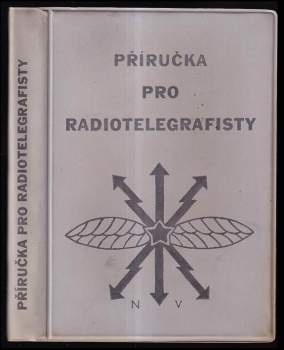 PŘÍRUČKA PRO RADIOTELEGRAFISTY
PŘÍRUČKA
PRO
RADIOTELEGRAFISTY
N V